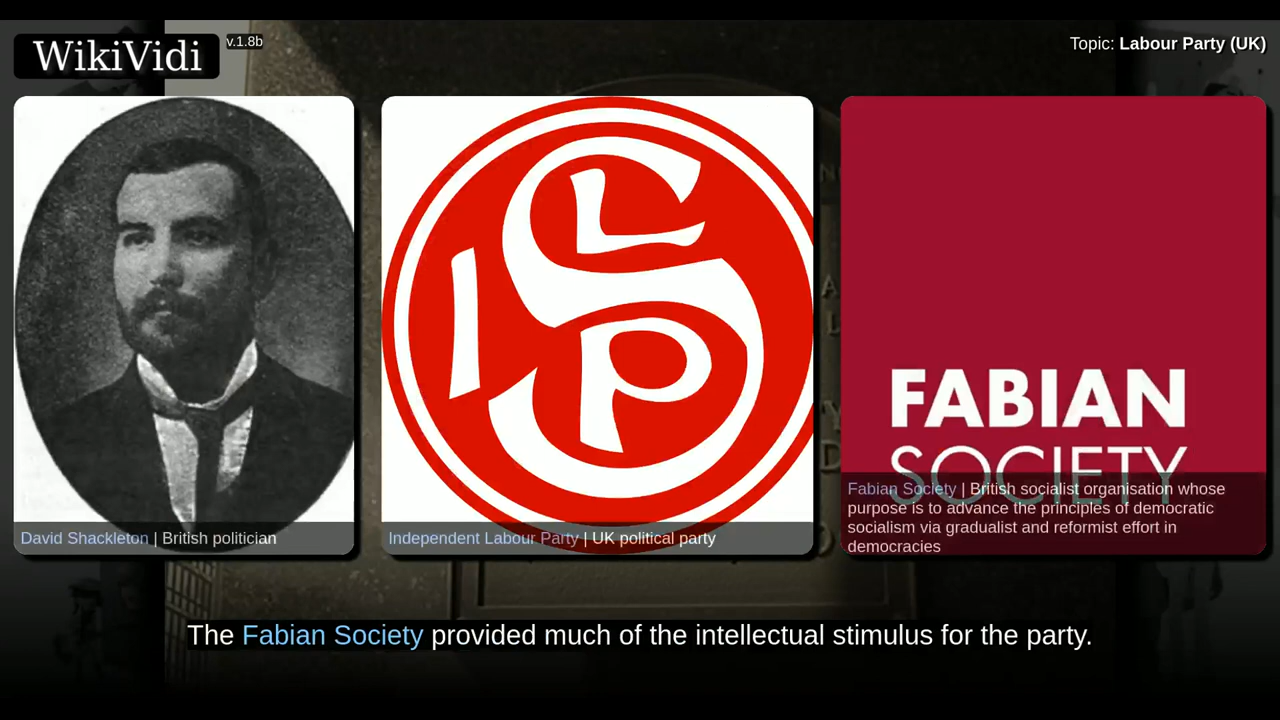 WikiVidi
v.1.8b
Topic: Labour Party (UK)
I L P
FABIAN
SOCIETY
David Shackleton | British politician
Independent Labour Party | UK political party
Fabian Society | British socialist organisation whose
purpose is to advance the principles of democratic
socialism via gradualist and reformist effort in
democracies
The Fabian Society provided much of the intellectual stimulus for the party.